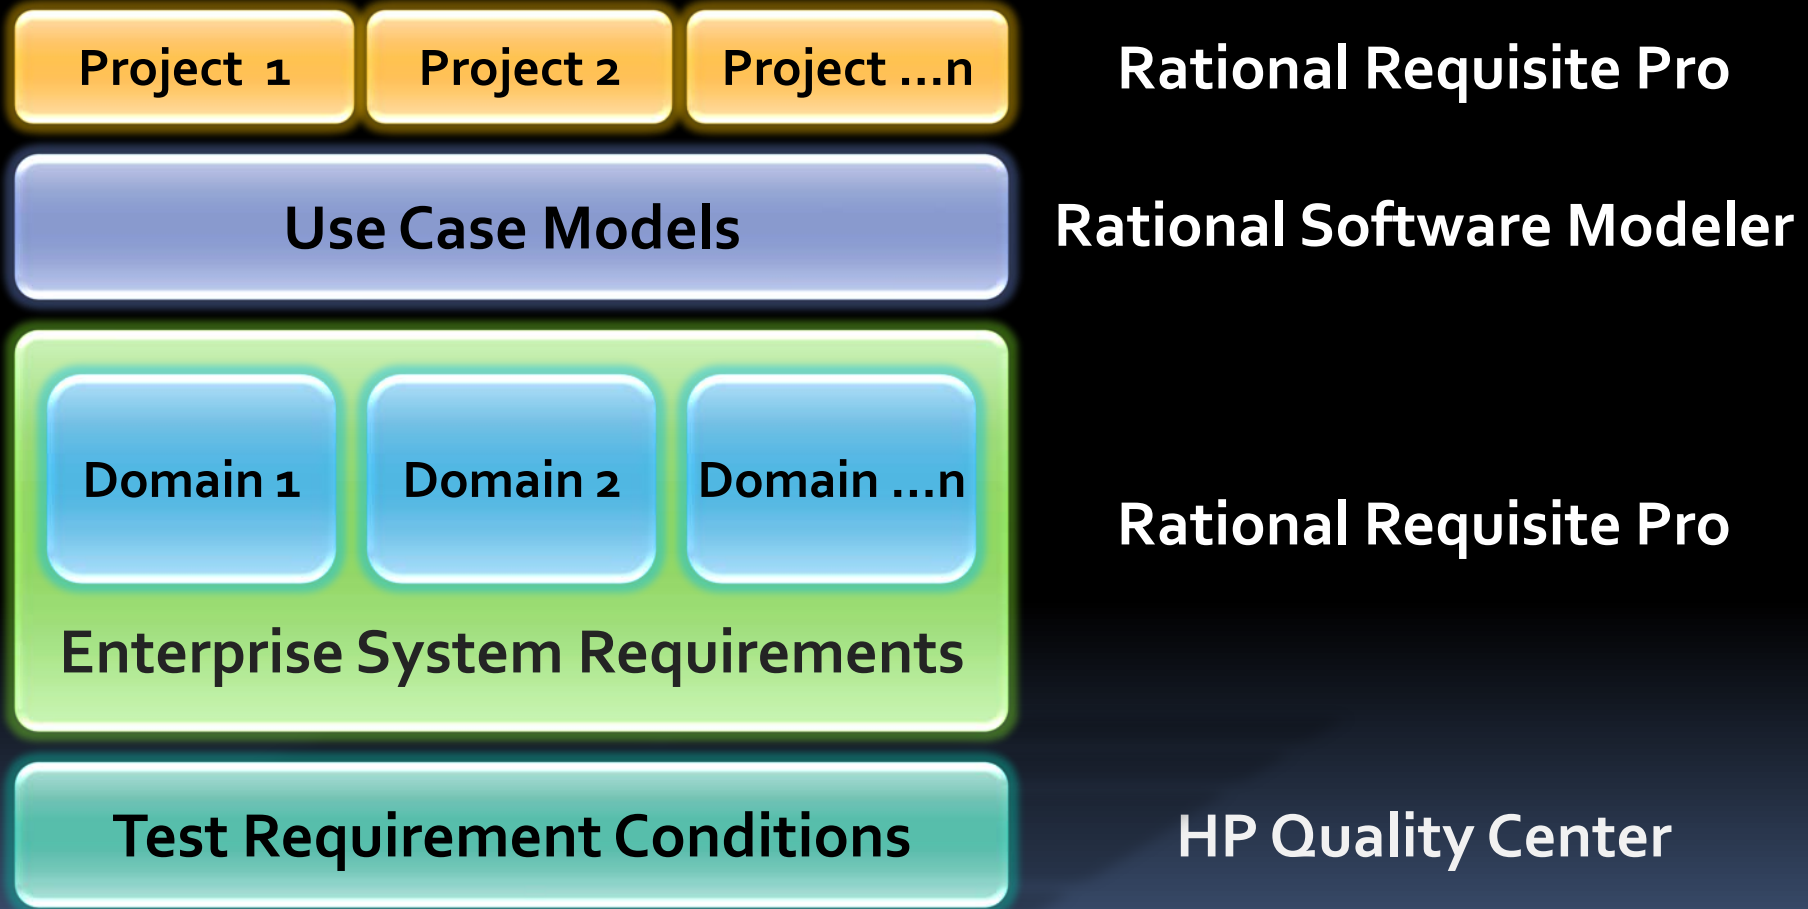 Project 1
Project 2
Project ...n
Rational Requisite Pro
Use Case Models
Rational Software Modeler
Domain 1
Domain 2
Domain ...n
Rational Requisite Pro
Enterprise System Requirements
Test Requirement Conditions
HP Quality Center